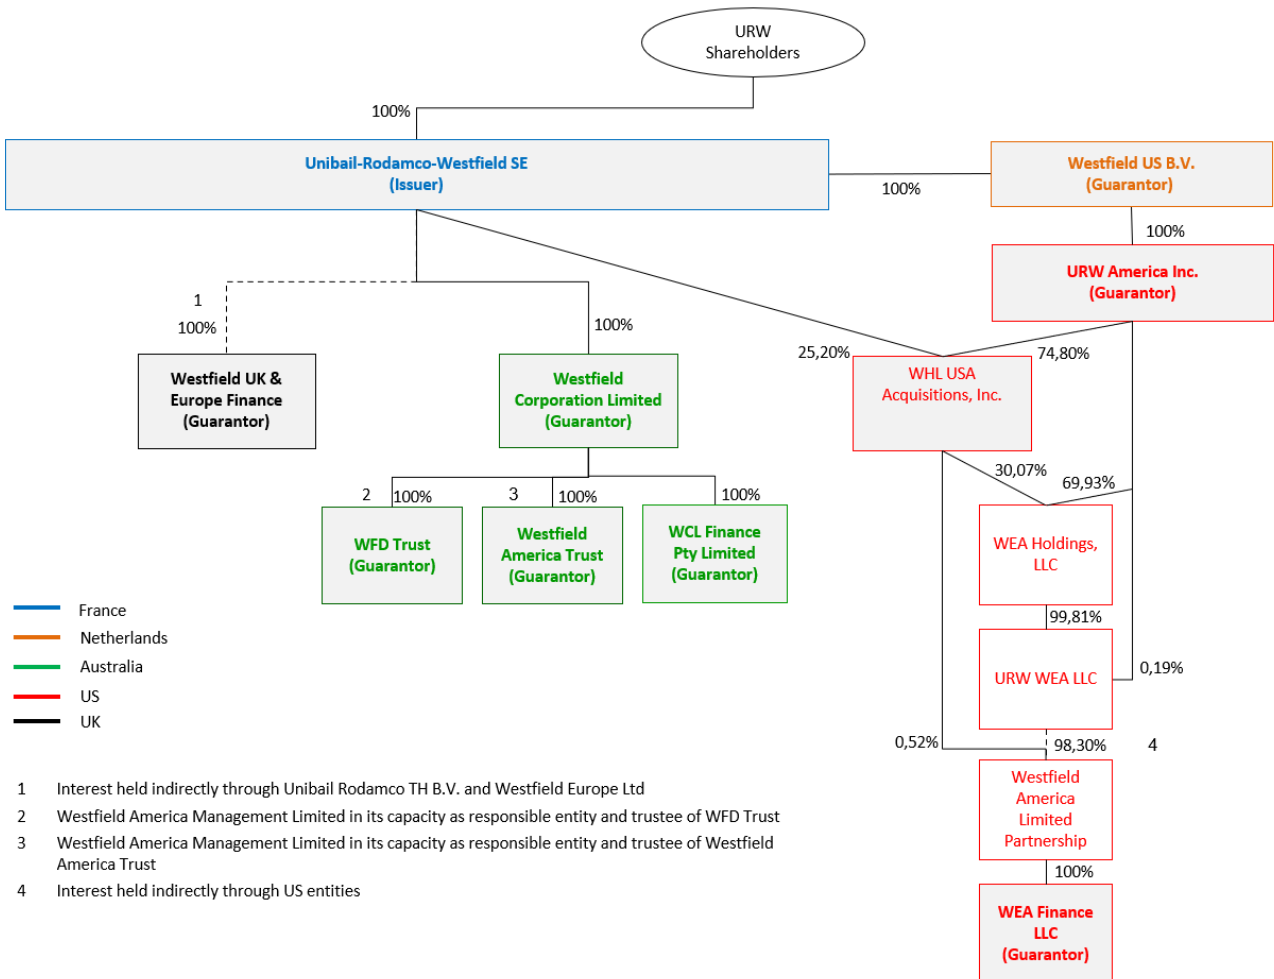 URW
Shareholders
100%
Unibail-Rodamco-Westfield SE
(Issuer)
100%
Westfield US B.V.
(Guarantor)
100%
URW America Inc.
(Guarantor)
1
100%
100%
25,20%
74,80%
Westfield UK &
Europe Finance
(Guarantor)
Westfield
Corporation Limited
(Guarantor)
WHL USA
Acquisitions, Inc.
30,07%
69,93%
2
100%
3
100%
100%
WFD Trust
(Guarantor)
Westfield
America Trust
(Guarantor)
WCL Finance
Pty Limited
(Guarantor)
WEA Holdings,
LLC
99,81%
URW WEA LLC
0,19%
0,52%
98,30%
4
Westfield
America
Limited
Partnership
100%
WEA Finance
LLC
(Guarantor)
France
Netherlands
Australia
US
UK
1 Interest held indirectly through Unibail Rodamco TH B.V. and Westfield Europe Ltd
2 Westfield America Management Limited in its capacity as responsible entity and trustee of WFD Trust
3 Westfield America Management Limited in its capacity as responsible entity and trustee of Westfield
America Trust
4 Interest held indirectly through US entities